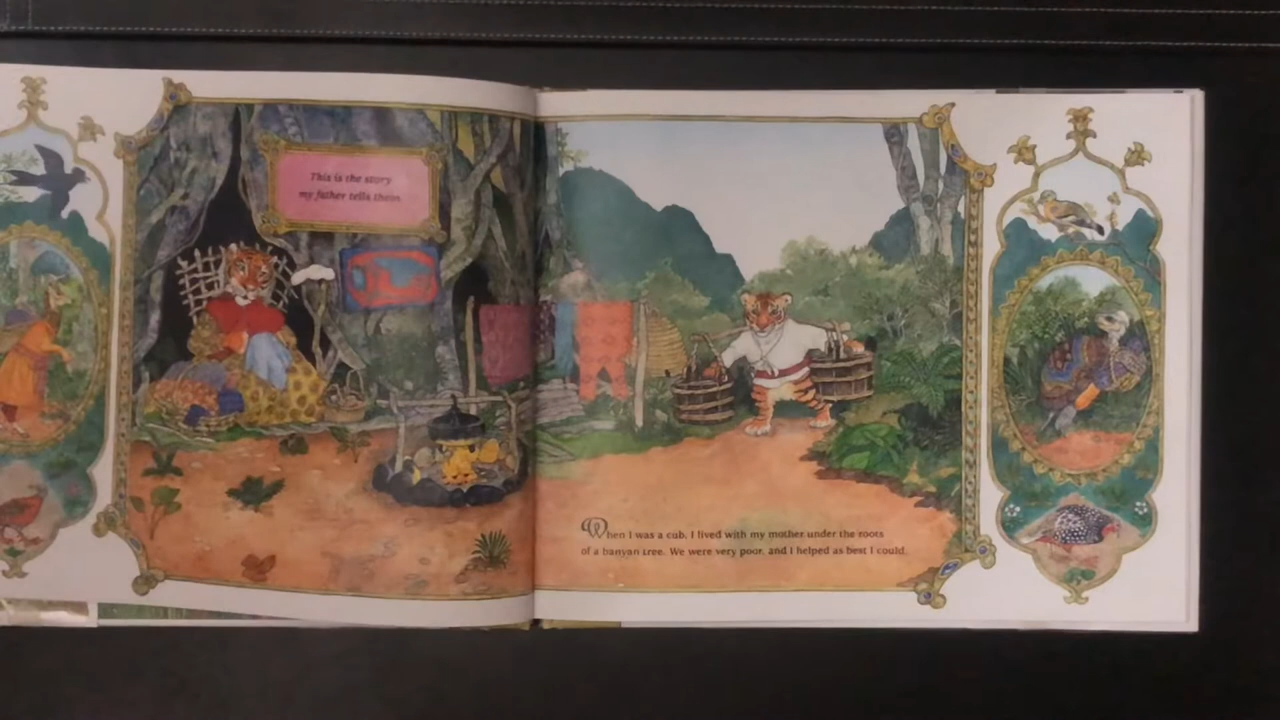 This is the story
my father tells them.
When I was a cub, I lived with my mother under the roots
of a banyan tree. We were very poor, and I helped as best I could.